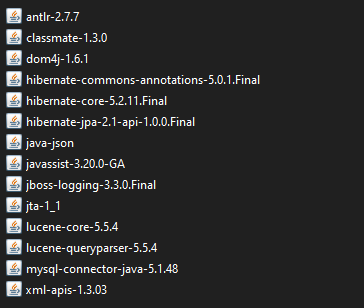 antlr-2.7.7
classmate-1.3.0
dom4j-1.6.1
hibernate-commons-annotations-5.0.1.Final
hibernate-core-5.2.11.Final
hibernate-jpa-2.1-api-1.0.0.Final
java-json
javassist-3.20.0-GA
jboss-logging-3.3.0.Final
jta-1_1
lucene-core-5.5.4
lucene-queryparser-5.5.4
mysql-connector-java-5.1.48
xml-apis-1.3.03